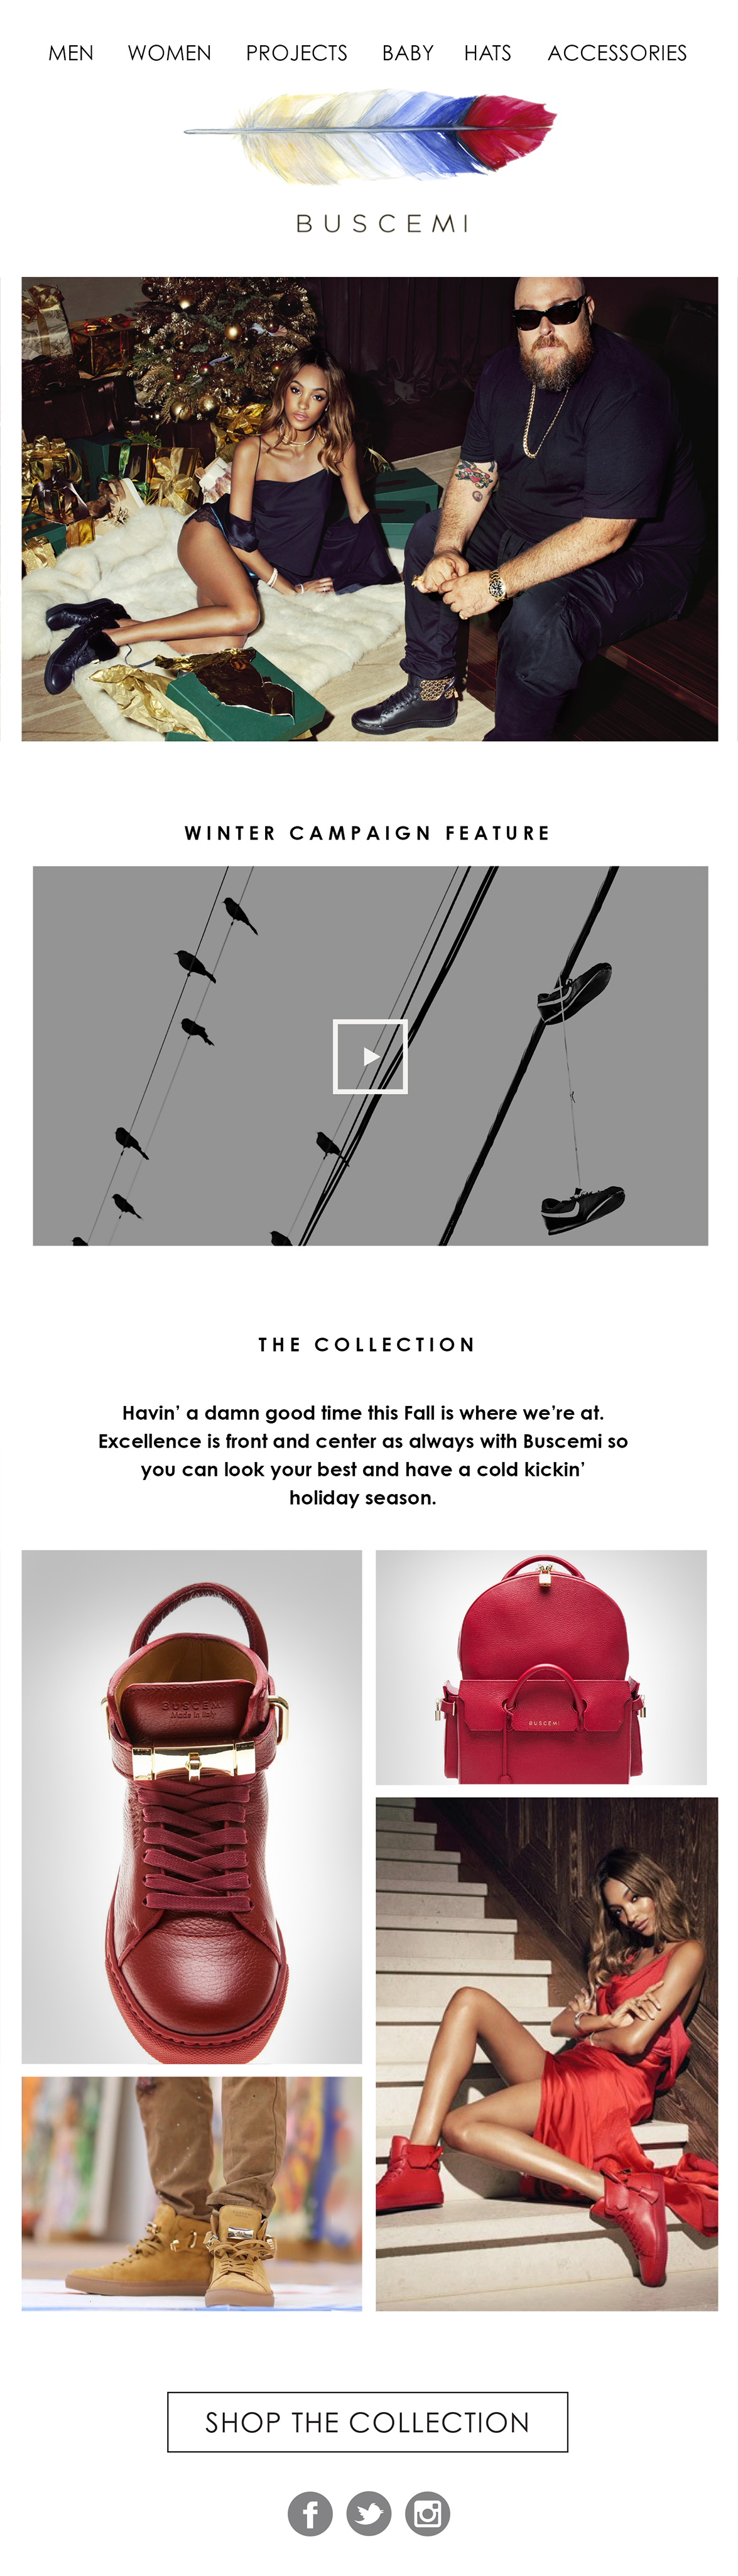 MEN WOMEN PROJECTS BABY HATS ACCESSORIES
BUSCEMI
WINTER CAMPAIGN FEATURE
THE COLLECTION
Havin’ a damn good time this Fall is where we’re at.
Excellence is front and center as always with Buscemi so
you can look your best and have a cold kickin’
holiday season.
BUSCEMI
Made in Italy
BUSCEMI
SHOP THE COLLECTION